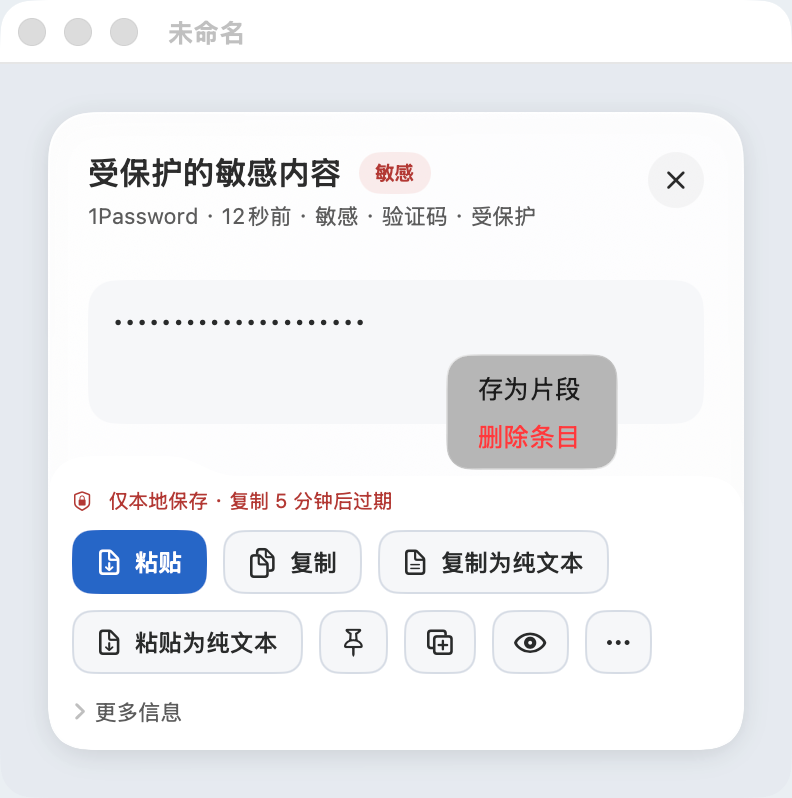 未命名
受保护的敏感内容 敏感
1Password · 12秒前 · 敏感 · 验证码 · 受保护
••••••••••••••••••••••
存为片段
删除条目
仅本地保存 · 复制 5 分钟后过期
粘贴 复制 复制为纯文本
粘贴为纯文本
更多信息